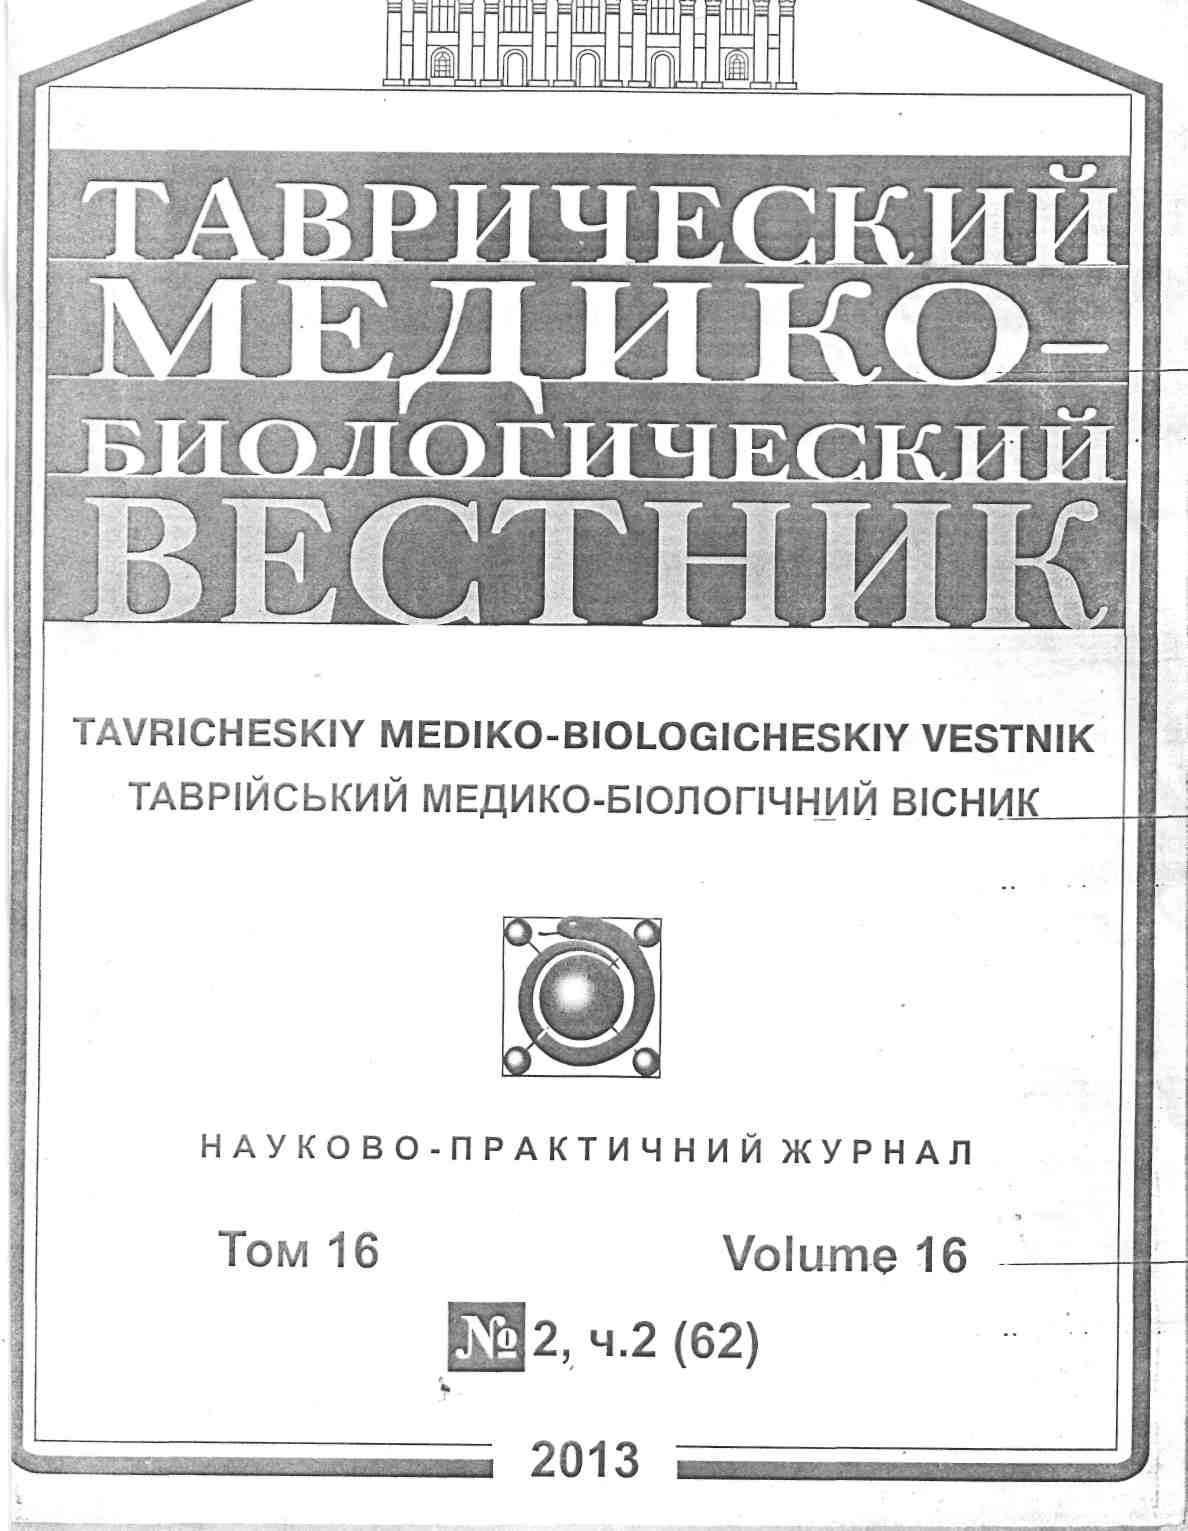 ТАВРИЧЕСКИЙ
МЕДИКО-
БИОЛОГИЧЕСКИЙ
ВЕСТНИК
TAVRICHESKIY MEDIKO-BIOLOGICHESKIY VESTNIK
ТАВРІЙСЬКИЙ МЕДИКО-БІОЛОГІЧНИЙ ВІСНИК
НАУКОВО-ПРАКТИЧНИЙ ЖУРНАЛ
Том 16 Volume 16
№ 2, ч.2 (62)
2013